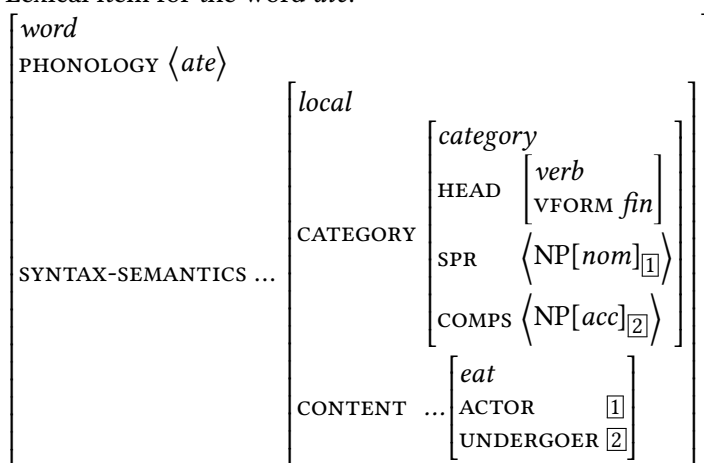 Lexical item for the word ate.
word
PHONOLOGY ⟨ate⟩
local
category
HEAD [verb
VFORM fin]
CATEGORY
SPR ⟨NP[nom]1⟩
SYNTAX-SEMANTICS …
COMPS ⟨NP[acc]2⟩
eat
CONTENT … ACTOR 1
UNDERGOER 2